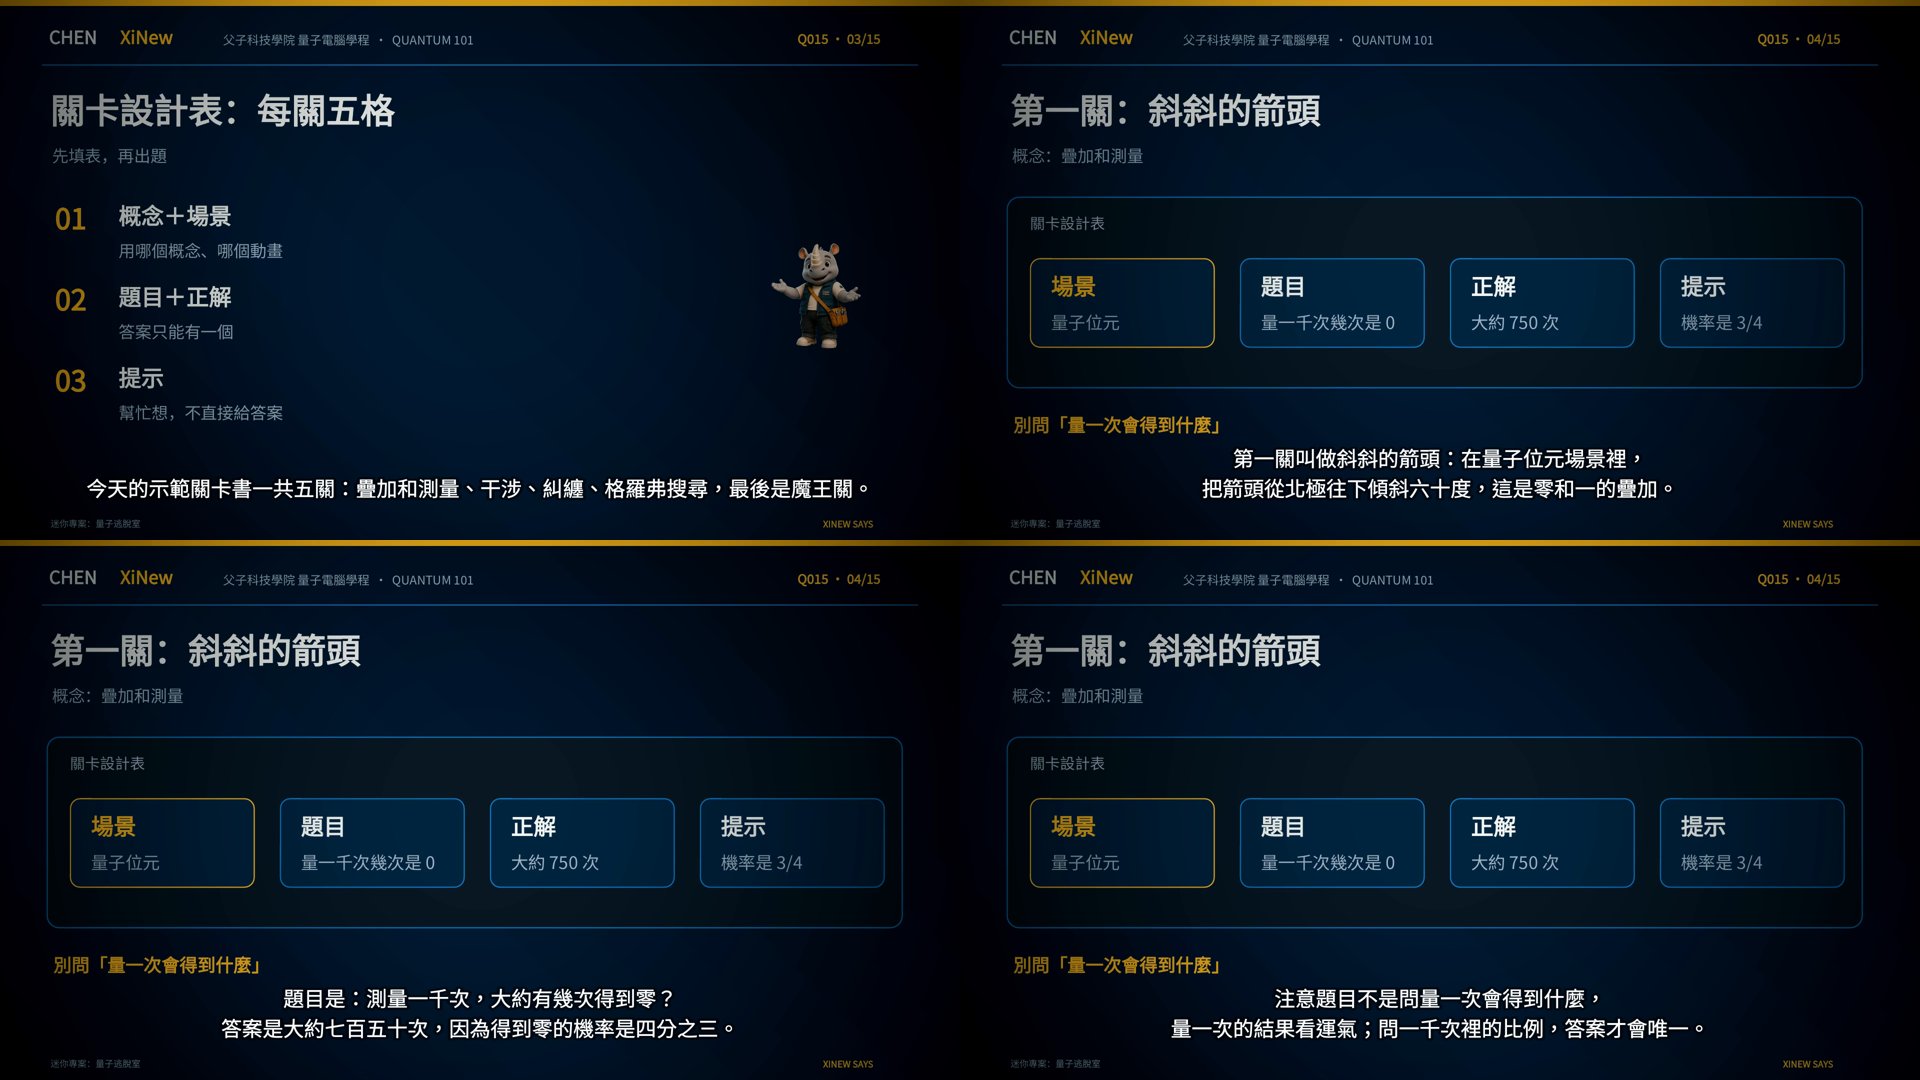 CHEN XiNew 父子科技學院 量子電腦學程 · QUANTUM 101 Q015 · 03/15
關卡設計表：每關五格
先填表，再出題
01 概念＋場景
用哪個概念、哪個動畫
02 題目＋正解
答案只能有一個
03 提示
幫忙想，不直接給答案
今天的示範關卡書一共五關：疊加和測量、干涉、糾纏、格羅弗搜尋，最後是魔王關。
迷你專案：量子逃脫室 XINEW SAYS
CHEN XiNew 父子科技學院 量子電腦學程 · QUANTUM 101 Q015 · 04/15
第一關：斜斜的箭頭
概念：疊加和測量
關卡設計表
場景 題目 正解 提示
量子位元 量一千次幾次是 0 大約 750 次 機率是 3/4
別問「量一次會得到什麼」
第一關叫做斜斜的箭頭：在量子位元場景裡，
把箭頭從北極往下傾斜六十度，這是零和一的疊加。
迷你專案：量子逃脫室 XINEW SAYS
CHEN XiNew 父子科技學院 量子電腦學程 · QUANTUM 101 Q015 · 04/15
第一關：斜斜的箭頭
概念：疊加和測量
關卡設計表
場景 題目 正解 提示
量子位元 量一千次幾次是 0 大約 750 次 機率是 3/4
別問「量一次會得到什麼」
題目是：測量一千次，大約有幾次得到零？
答案是大約七百五十次，因為得到零的機率是四分之三。
迷你專案：量子逃脫室 XINEW SAYS
CHEN XiNew 父子科技學院 量子電腦學程 · QUANTUM 101 Q015 · 04/15
第一關：斜斜的箭頭
概念：疊加和測量
關卡設計表
場景 題目 正解 提示
量子位元 量一千次幾次是 0 大約 750 次 機率是 3/4
別問「量一次會得到什麼」
注意題目不是問量一次會得到什麼，
量一次的結果看運氣；問一千次裡的比例，答案才會唯一。
迷你專案：量子逃脫室 XINEW SAYS